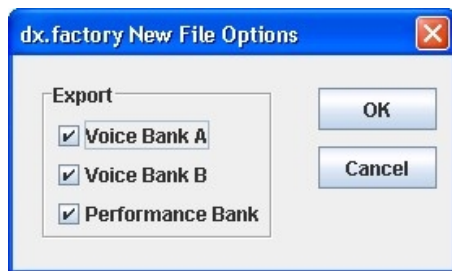 dx.factory New File Options
Export
Voice Bank A
Voice Bank B
Performance Bank
OK
Cancel